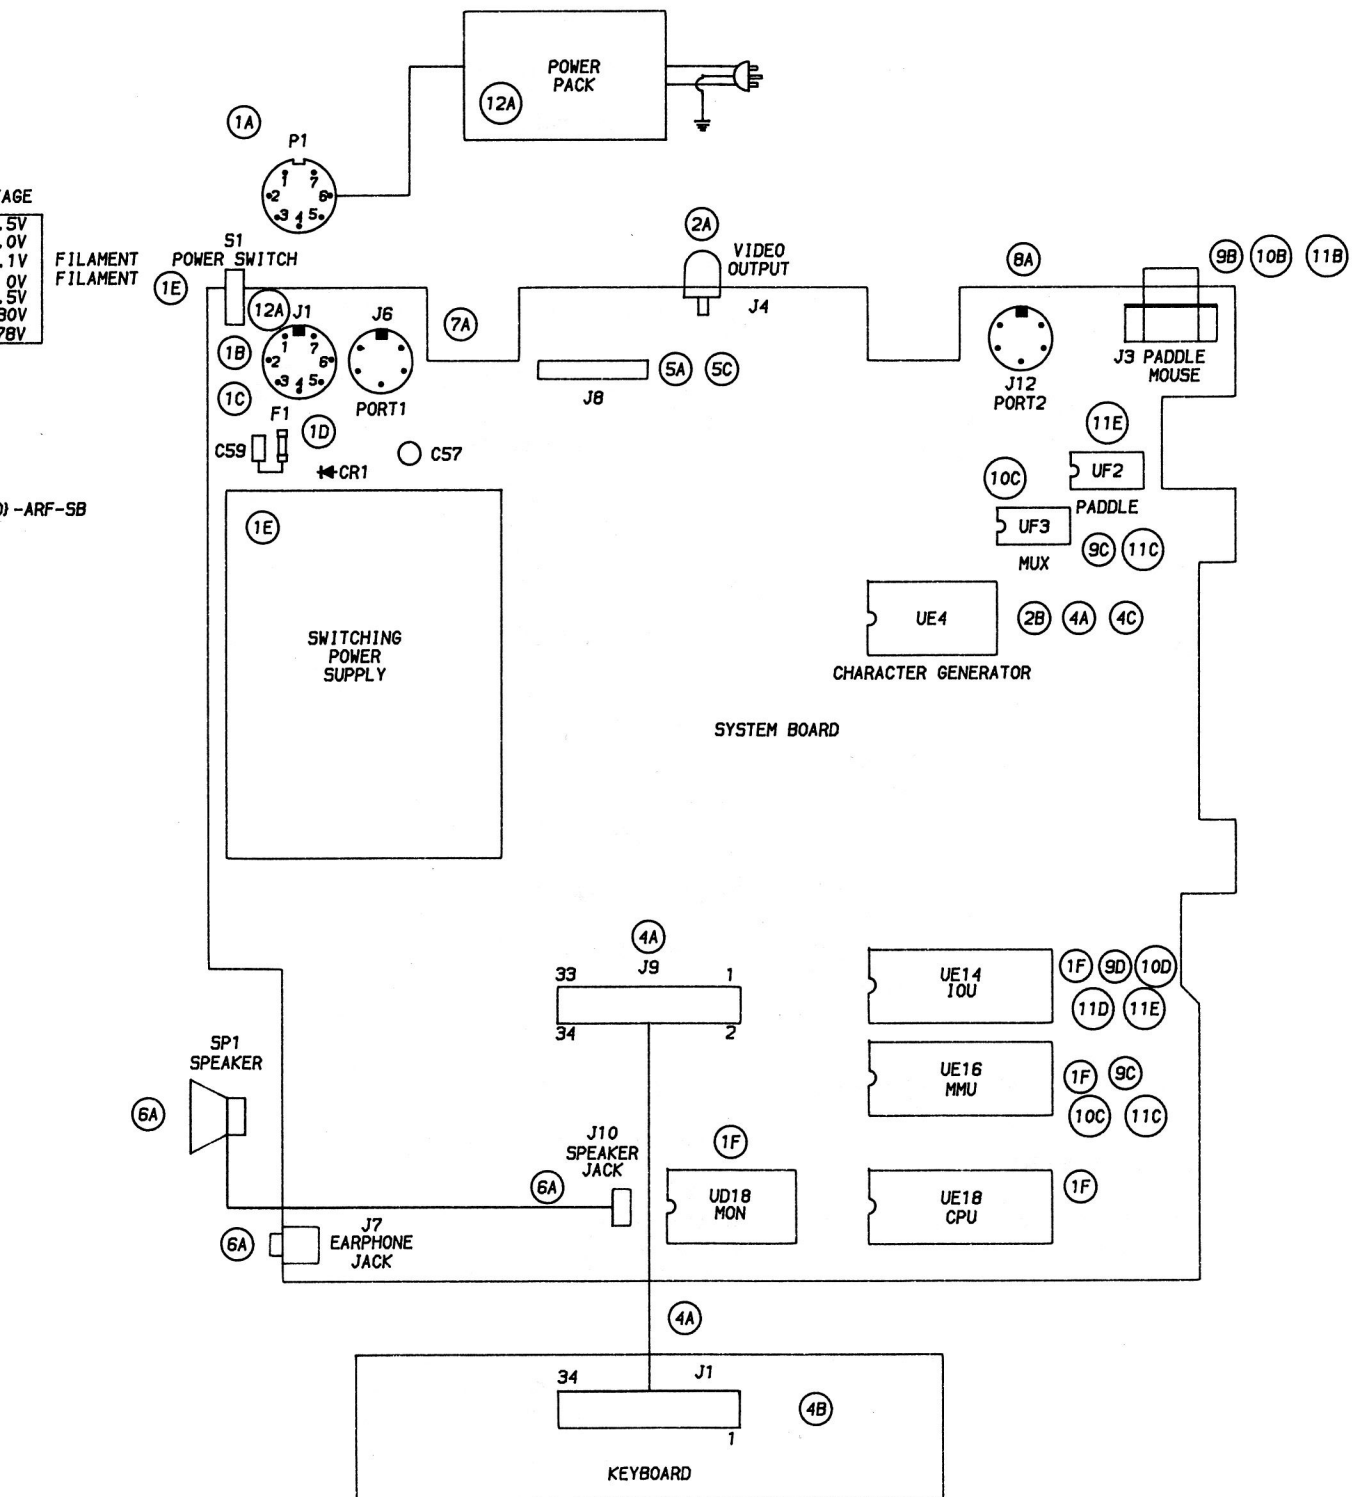 POWER
PACK
12A
1A
P1
1 7
2 6
3 4 5
AGE
.5V
.0V
.1V
0V
.5V
30V
78V
FILAMENT
FILAMENT
S1
POWER SWITCH
1E
12A
J1
1 7
2 6
3 4 5
J6
PORT1
7A
2A
VIDEO
OUTPUT
J4
8A
9B 10B 11B
1B
1C
F1
1D
C59
CR1
C57
J8
5A 5C
J12
PORT2
J3 PADDLE
MOUSE
11E
UF2
PADDLE
10C
UF3
MUX
9C 11C
)-ARF-SB
1E
SWITCHING
POWER
SUPPLY
UE4
2B 4A 4C
CHARACTER GENERATOR
SYSTEM BOARD
4A
33 J9 1
34 2
UE14
IOU
1F 9D 10D
11D 11E
SP1
SPEAKER
6A
UE16
MMU
1F 9C
10C 11C
J10
SPEAKER
JACK
6A
1F
UD18
MON
UE18
CPU
1F
6A
J7
EARPHONE
JACK
4A
34 J1
1
4B
KEYBOARD